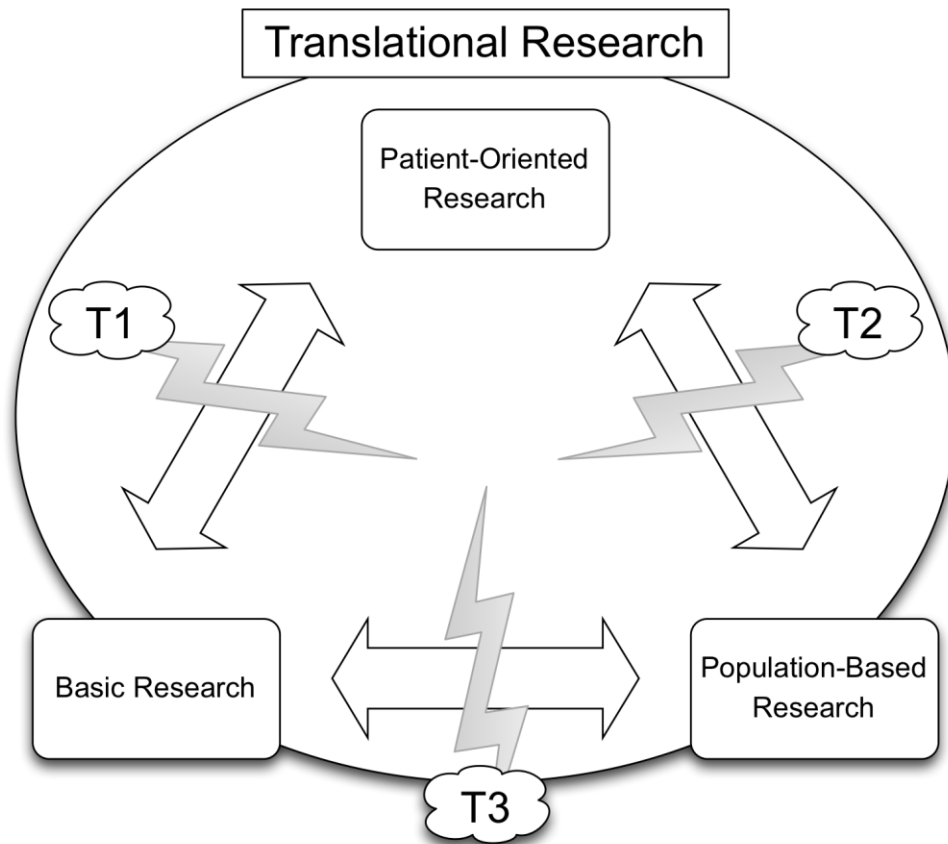 Translational Research
Patient-Oriented
Research
T1
T2
Basic Research
Population-Based
Research
T3